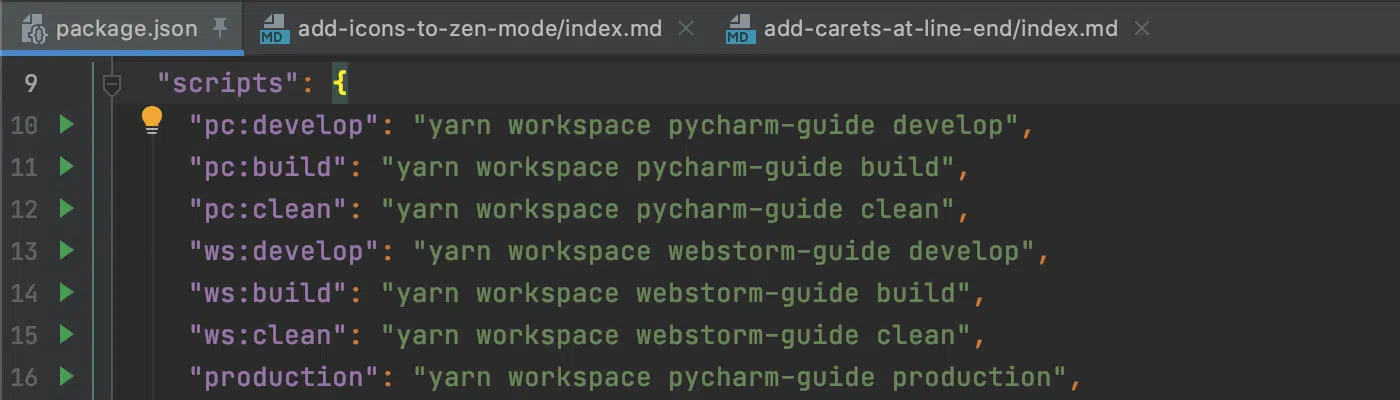 package.json
MD add-icons-to-zen-mode/index.md
MD add-carets-at-line-end/index.md
9 "scripts": {
10 "pc:develop": "yarn workspace pycharm-guide develop",
11 "pc:build": "yarn workspace pycharm-guide build",
12 "pc:clean": "yarn workspace pycharm-guide clean",
13 "ws:develop": "yarn workspace webstorm-guide develop",
14 "ws:build": "yarn workspace webstorm-guide build",
15 "ws:clean": "yarn workspace webstorm-guide clean",
16 "production": "yarn workspace pycharm-guide production",